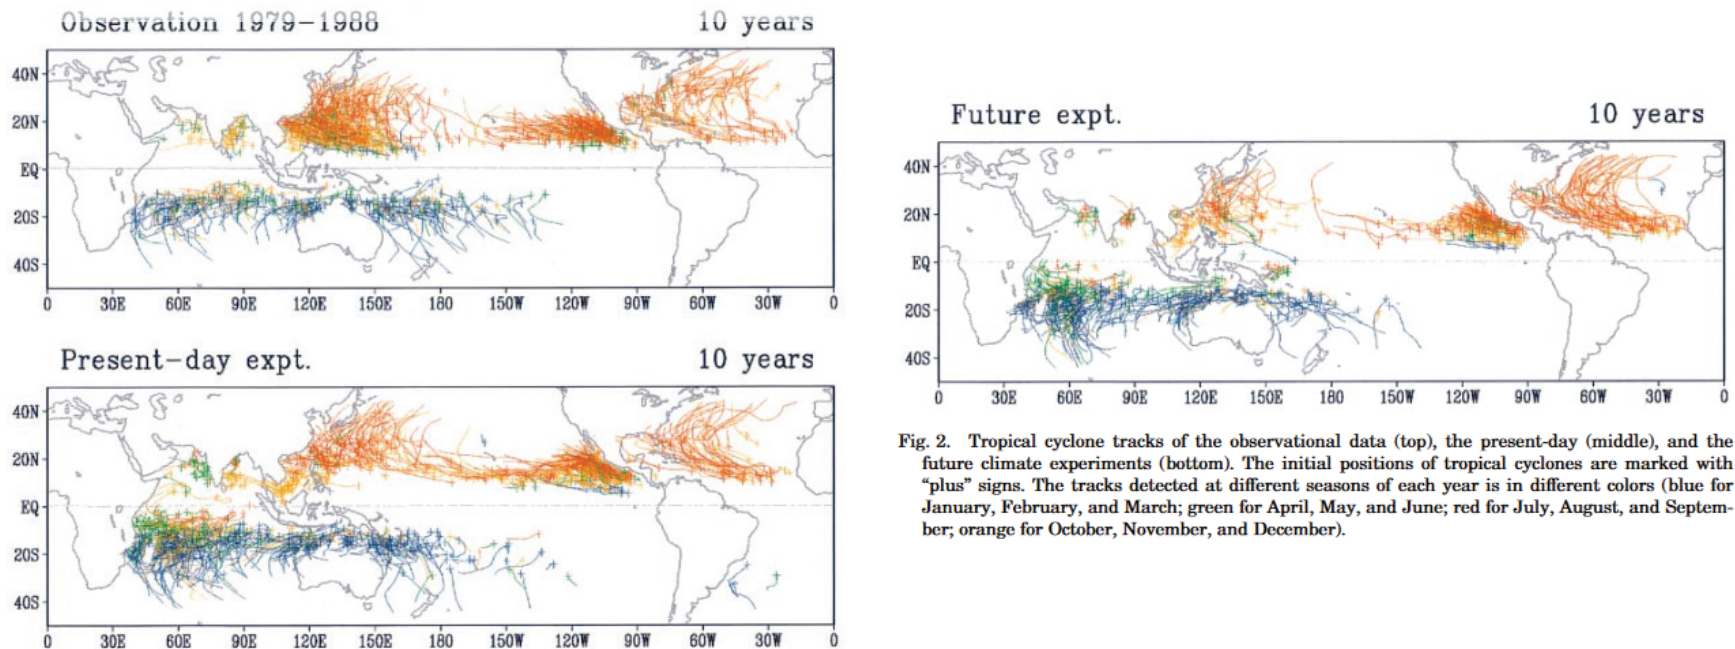 Observation 1979-1988 10 years
40N
20N
EQ
20S
40S
0 30E 60E 90E 120E 150E 180 150W 120W 90W 60W 30W 0
Present-day expt. 10 years
40N
20N
EQ
20S
40S
0 30E 60E 90E 120E 150E 180 150W 120W 90W 60W 30W 0
Future expt. 10 years
40N
20N
EQ
20S
40S
0 30E 60E 90E 120E 150E 180 150W 120W 90W 60W 30W 0
Fig. 2. Tropical cyclone tracks of the observational data (top), the present-day (middle), and the
future climate experiments (bottom). The initial positions of tropical cyclones are marked with
“plus” signs. The tracks detected at different seasons of each year is in different colors (blue for
January, February, and March; green for April, May, and June; red for July, August, and Septem-
ber; orange for October, November, and December).